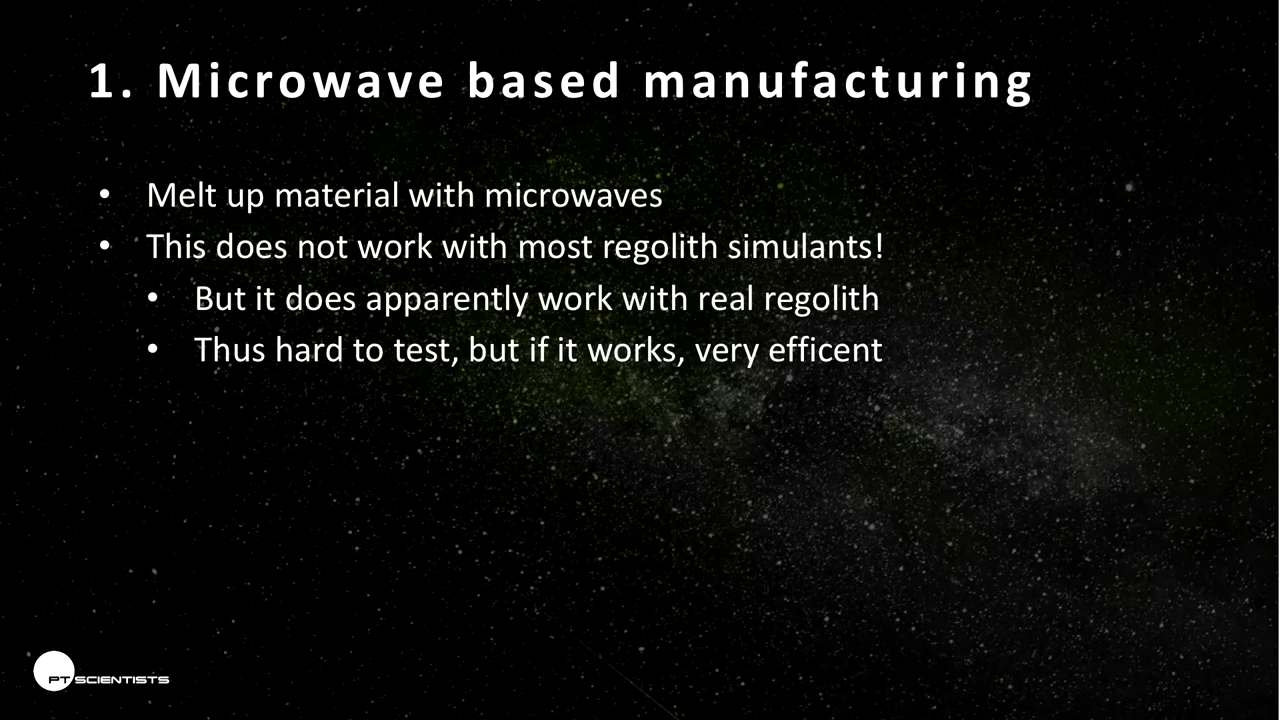 1. Microwave based manufacturing
• Melt up material with microwaves
• This does not work with most regolith simulants!
• But it does apparently work with real regolith
• Thus hard to test, but if it works, very efficent
PT SCIENTISTS